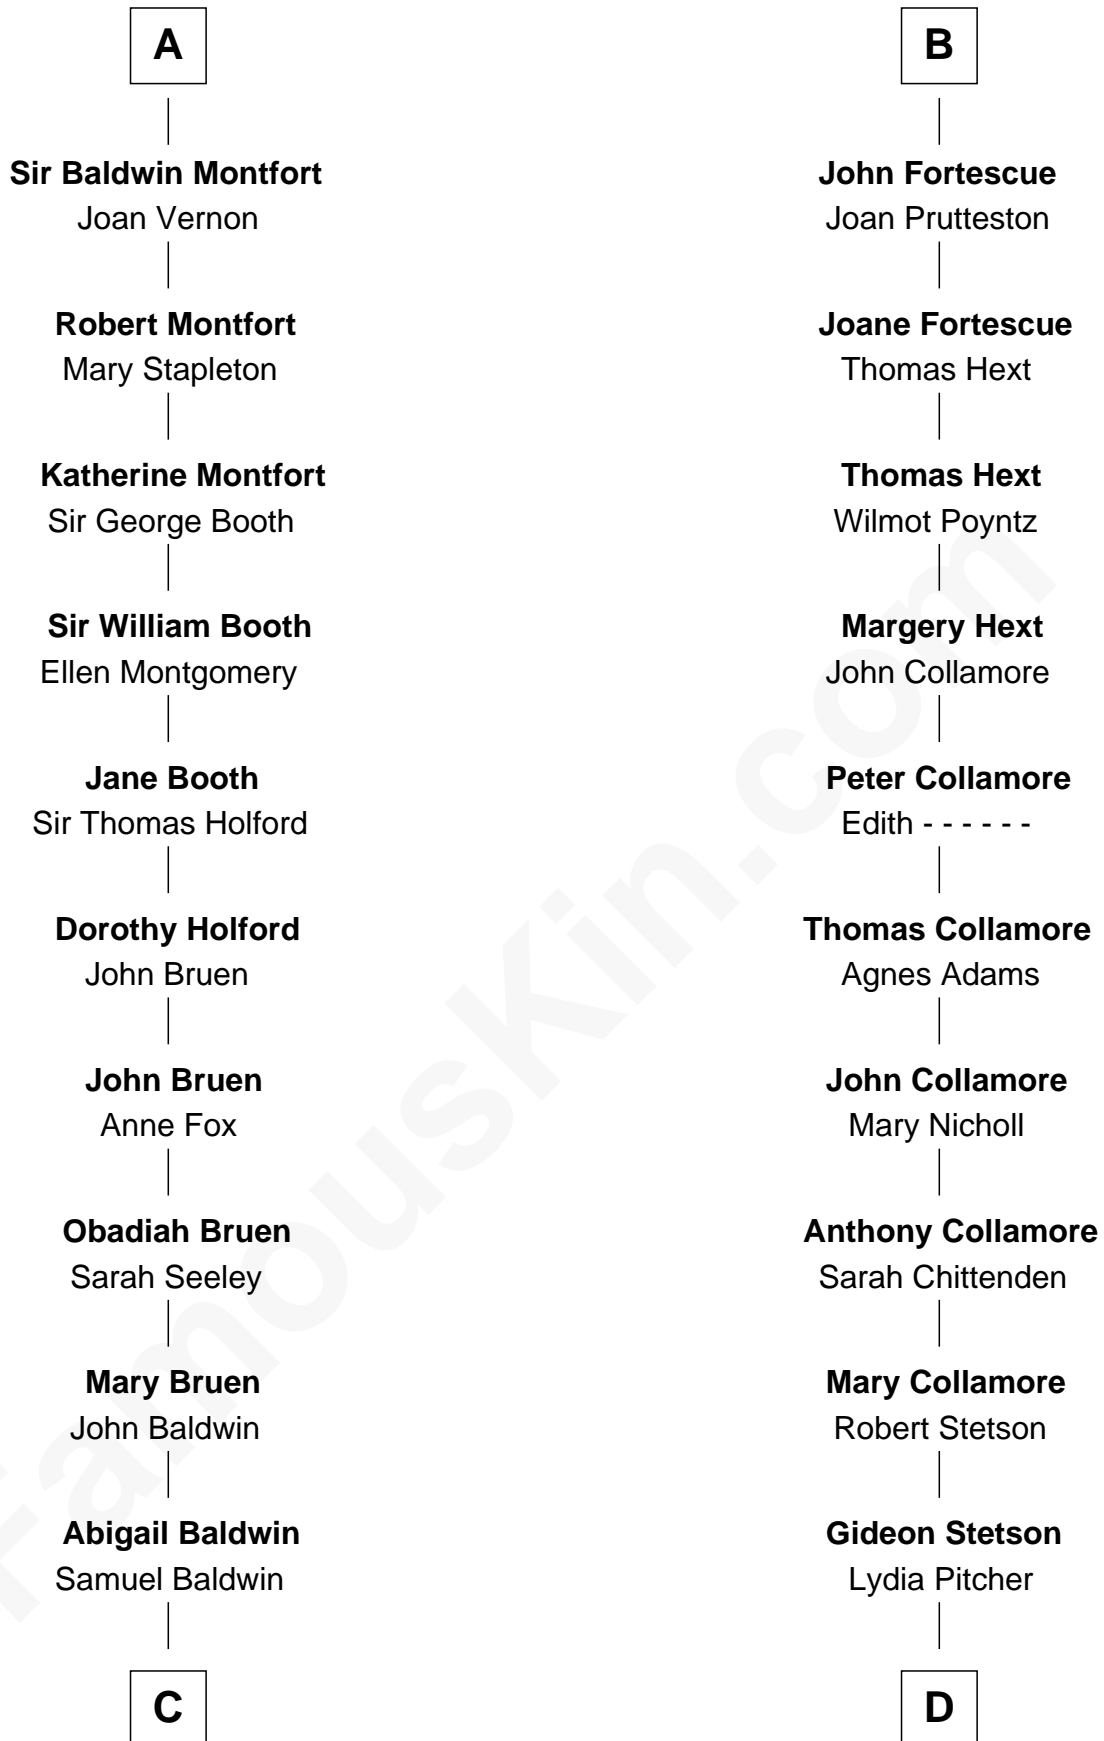 A
Sir Baldwin Montfort
Joan Vernon
Robert Montfort
Mary Stapleton
Katherine Montfort
Sir George Booth
Sir William Booth
Ellen Montgomery
Jane Booth
Sir Thomas Holford
Dorothy Holford
John Bruen
John Bruen
Anne Fox
Obadiah Bruen
Sarah Seeley
Mary Bruen
John Baldwin
Abigail Baldwin
Samuel Baldwin
C
B
John Fortescue
Joan Prutteston
Joane Fortescue
Thomas Hext
Thomas Hext
Wilmot Poyntz
Margery Hext
John Collamore
Peter Collamore
Edith - - - - - -
Thomas Collamore
Agnes Adams
John Collamore
Mary Nicholl
Anthony Collamore
Sarah Chittenden
Mary Collamore
Robert Stetson
Gideon Stetson
Lydia Pitcher
D
FamousKin.com